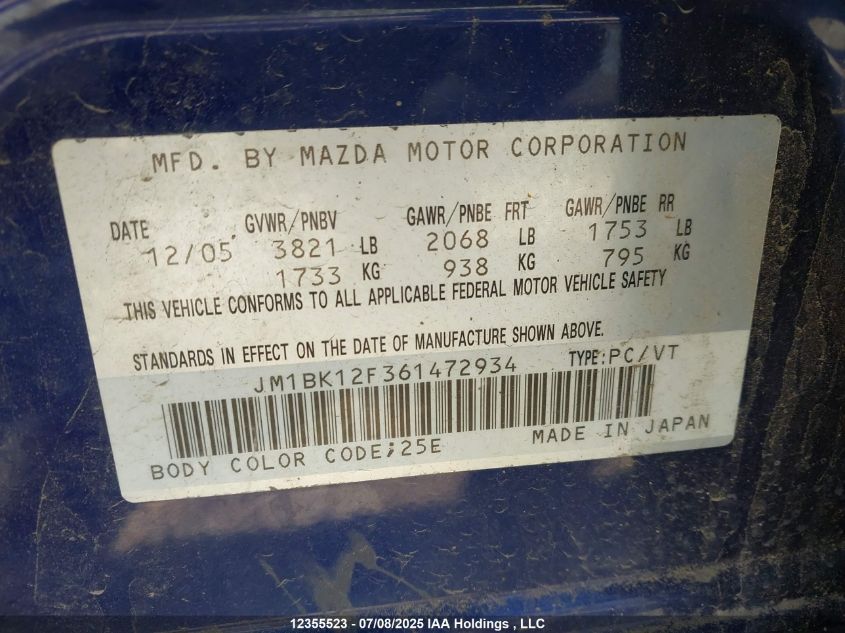 MFD. BY MAZDA MOTOR CORPORATION
DATE GVWR/PNBV GAWR/PNBE FRT GAWR/PNBE RR
12/05 3821 LB 2068 LB 1753 LB
1733 KG 938 KG 795 KG
THIS VEHICLE CONFORMS TO ALL APPLICABLE FEDERAL MOTOR VEHICLE SAFETY
STANDARDS IN EFFECT ON THE DATE OF MANUFACTURE SHOWN ABOVE.
JM1BK12F361472934 TYPE:PC/VT
BODY COLOR CODE;25E MADE IN JAPAN
12355523 - 07/08/2025 IAA Holdings , LLC